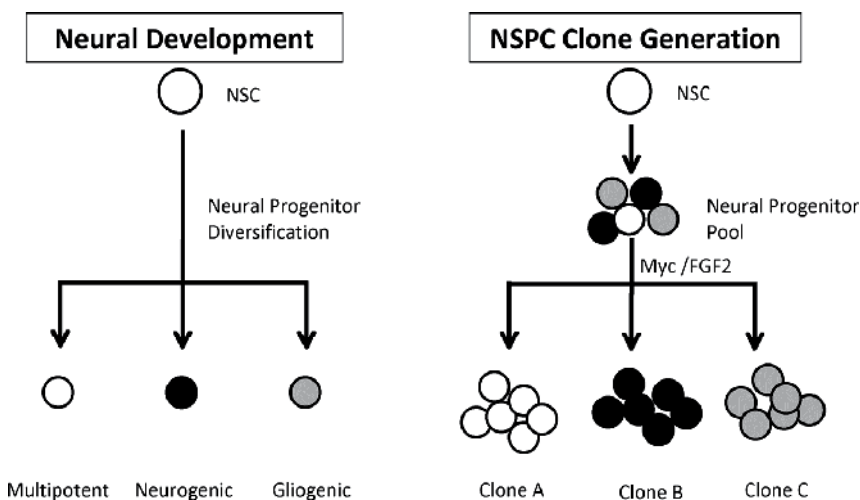 Neural Development
NSC
Neural Progenitor
Diversification
Multipotent Neurogenic Gliogenic
NSPC Clone Generation
NSC
Neural Progenitor
Pool
Myc /FGF2
Clone A Clone B Clone C